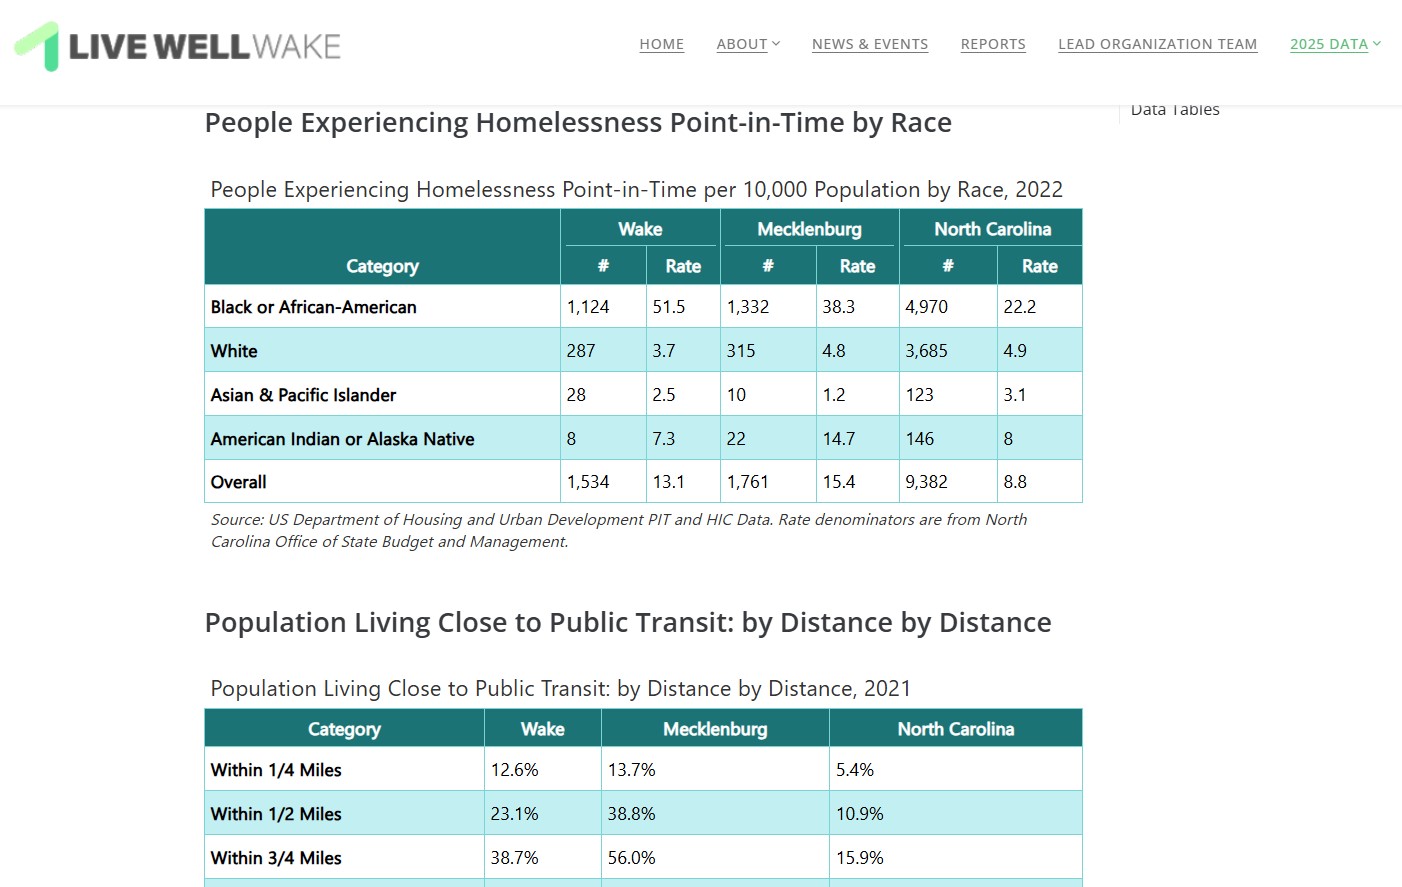 LIVE WELL WAKE
HOME ABOUT NEWS & EVENTS REPORTS LEAD ORGANIZATION TEAM 2025 DATA
Data Tables
People Experiencing Homelessness Point-in-Time by Race
People Experiencing Homelessness Point-in-Time per 10,000 Population by Race, 2022
Wake Mecklenburg North Carolina
Category # Rate # Rate # Rate
Black or African-American 1,124 51.5 1,332 38.3 4,970 22.2
White 287 3.7 315 4.8 3,685 4.9
Asian & Pacific Islander 28 2.5 10 1.2 123 3.1
American Indian or Alaska Native 8 7.3 22 14.7 146 8
Overall 1,534 13.1 1,761 15.4 9,382 8.8
Source: US Department of Housing and Urban Development PIT and HIC Data. Rate denominators are from North
Carolina Office of State Budget and Management.
Population Living Close to Public Transit: by Distance by Distance
Population Living Close to Public Transit: by Distance by Distance, 2021
Category Wake Mecklenburg North Carolina
Within 1/4 Miles 12.6% 13.7% 5.4%
Within 1/2 Miles 23.1% 38.8% 10.9%
Within 3/4 Miles 38.7% 56.0% 15.9%